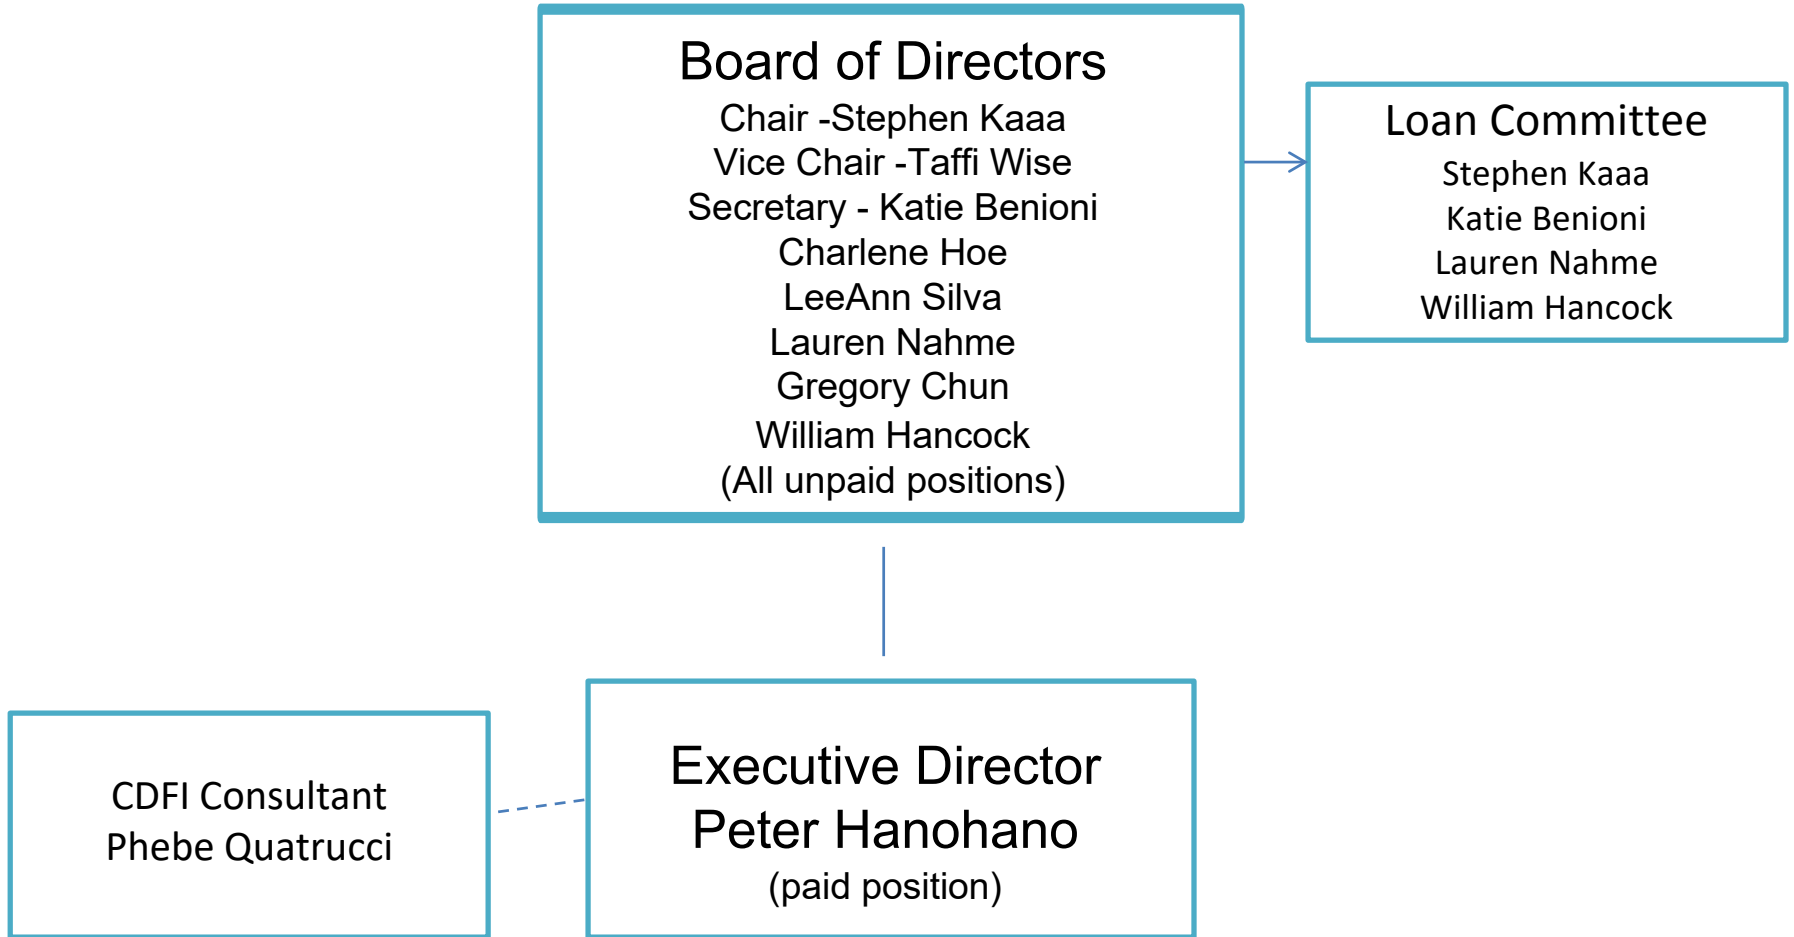 Board of Directors
Chair -Stephen Kaaa
Vice Chair -Taffi Wise
Secretary - Katie Benioni
Charlene Hoe
LeeAnn Silva
Lauren Nahme
Gregory Chun
William Hancock
(All unpaid positions)
Loan Committee
Stephen Kaaa
Katie Benioni
Lauren Nahme
William Hancock
CDFI Consultant
Phebe Quatrucci
Executive Director
Peter Hanohano
(paid position)